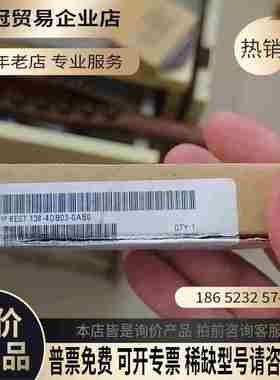 冠贸易企业店
年老店 专业服务
热销
P 6ES7 138-4DB03-0AB0
QTY:1
价
品
186 5232 574
本店皆是询价产品 拍前咨询客
普票免费 可开专票 稀缺型号请咨